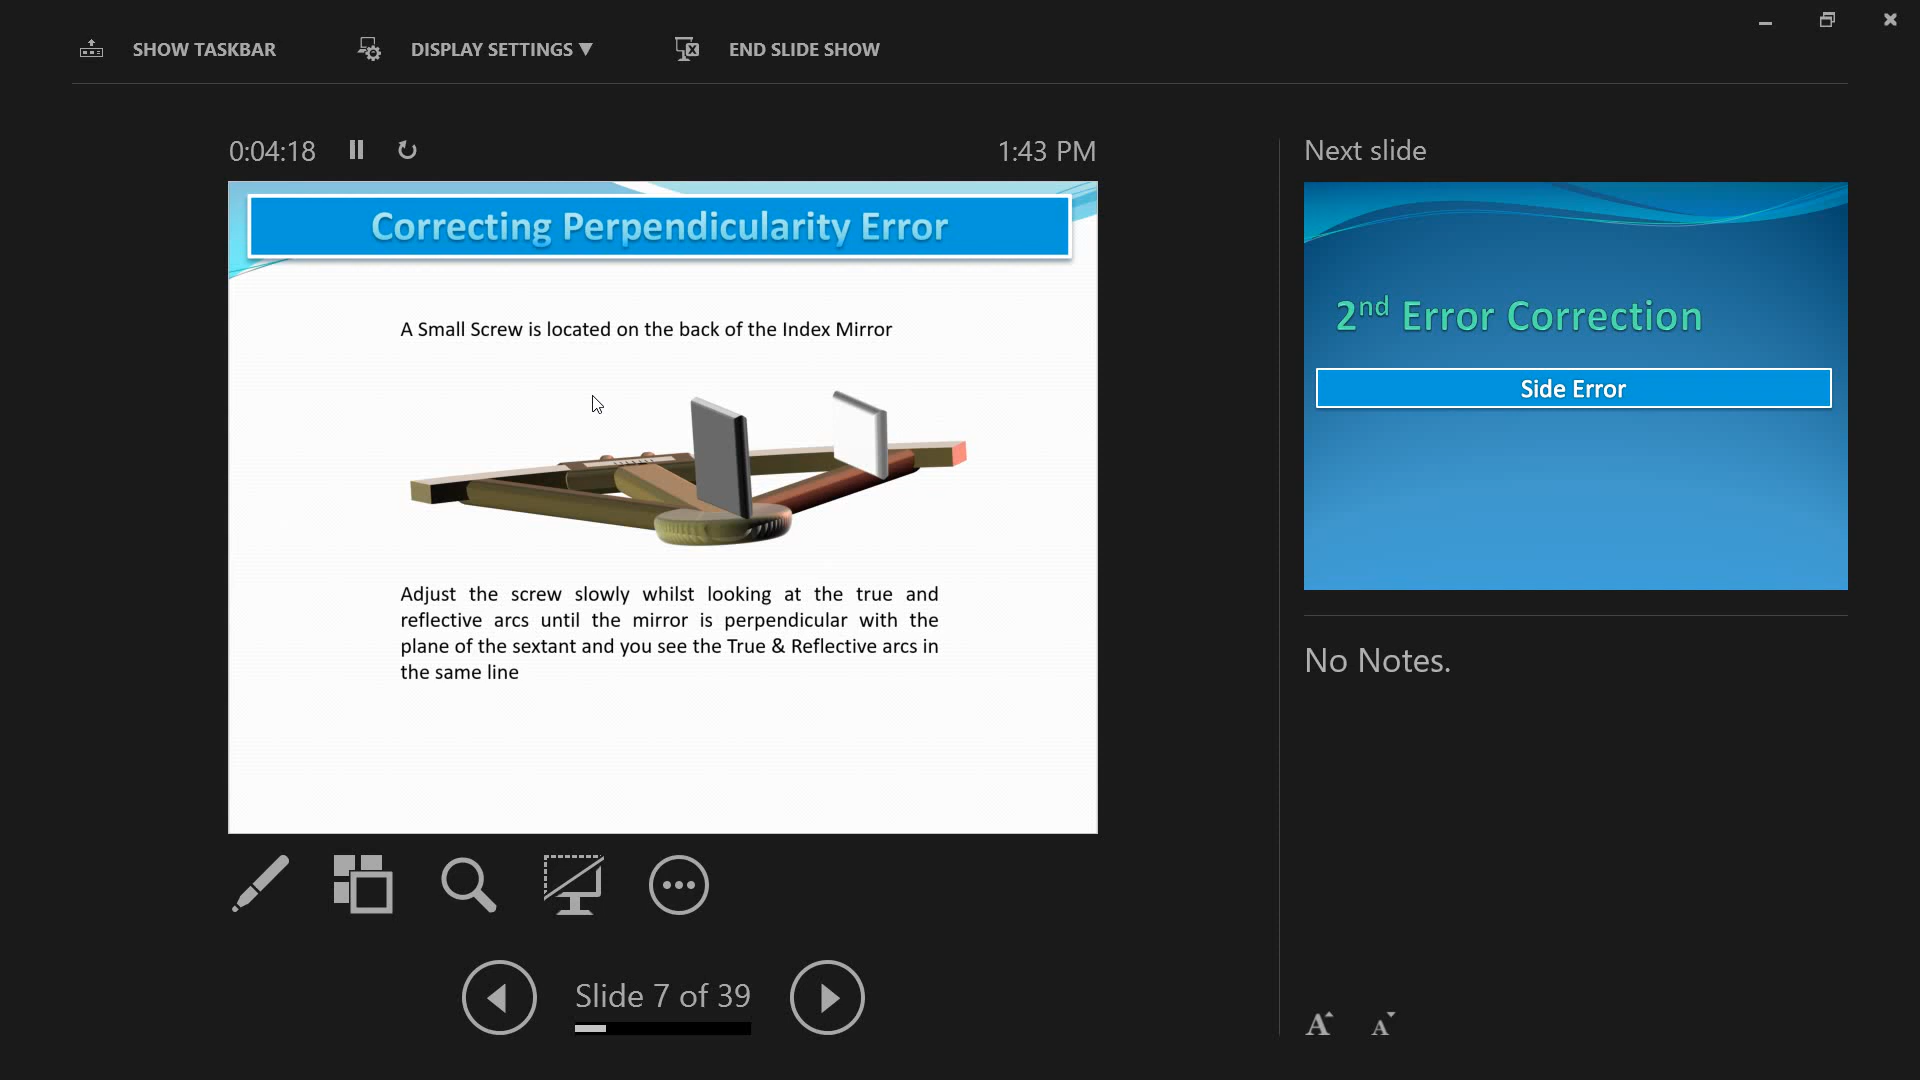 SHOW TASKBAR
DISPLAY SETTINGS ▼
END SLIDE SHOW
0:04:18
1:43 PM
Correcting Perpendicularity Error
A Small Screw is located on the back of the Index Mirror
Adjust the screw slowly whilst looking at the true and
reflective arcs until the mirror is perpendicular with the
plane of the sextant and you see the True & Reflective arcs in
the same line
Slide 7 of 39
Next slide
2nd Error Correction
Side Error
No Notes.
A A